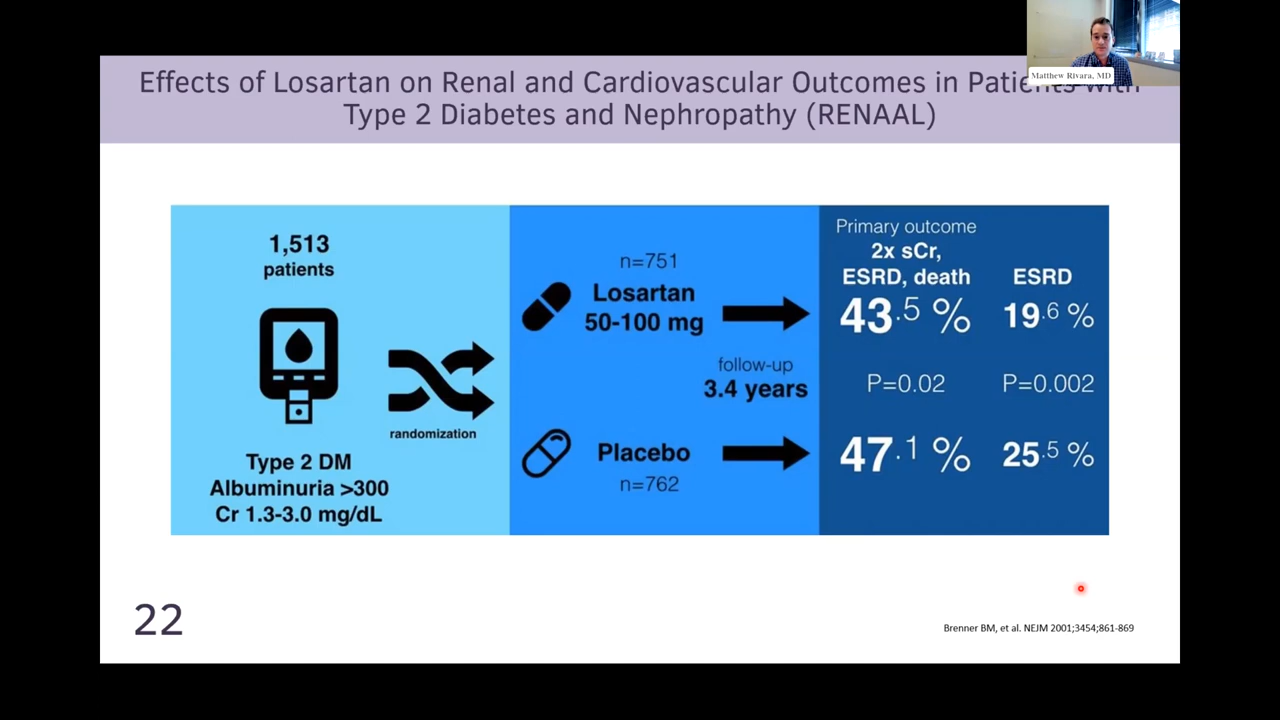 Matthew Rivara, MD
Effects of Losartan on Renal and Cardiovascular Outcomes in Patients with
Type 2 Diabetes and Nephropathy (RENAAL)
1,513
patients
randomization
Type 2 DM
Albuminuria >300
Cr 1.3-3.0 mg/dL
n=751
Losartan
50-100 mg
follow-up
3.4 years
Placebo
n=762
Primary outcome
2x sCr,
ESRD, death
ESRD
43.5 %
19.6 %
P=0.02
P=0.002
47.1 %
25.5 %
22
Brenner BM, et al. NEJM 2001;3454;861-869